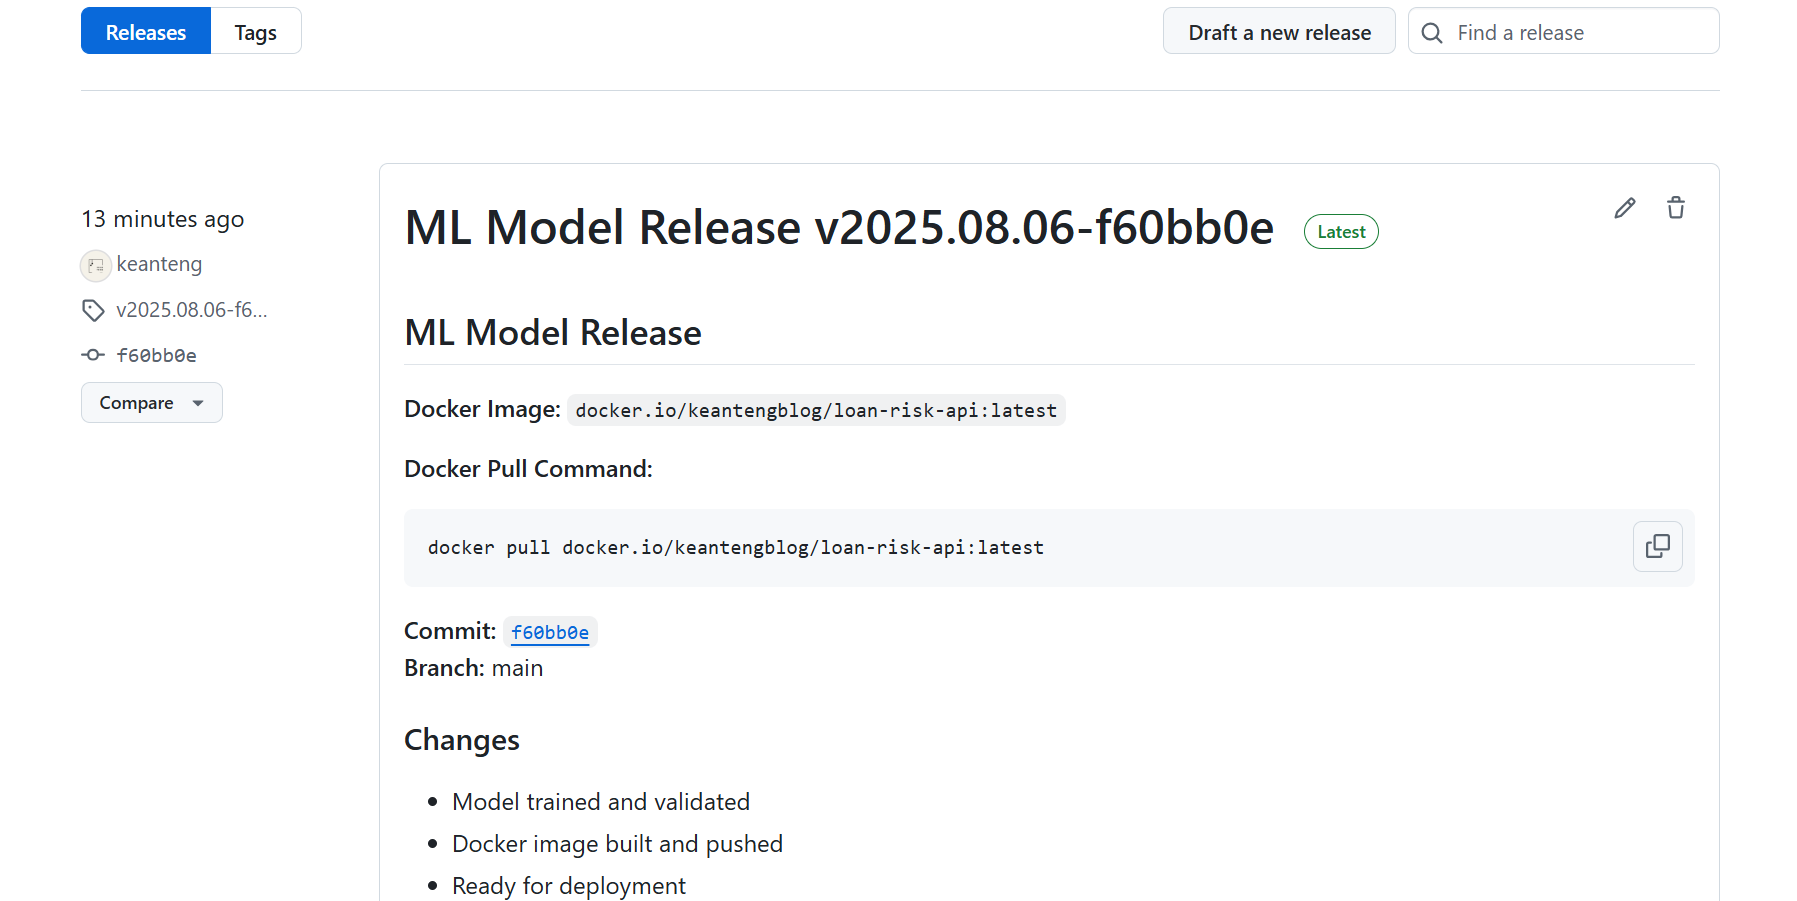 Releases Tags Draft a new release Find a release
13 minutes ago
keanteng
v2025.08.06-f6...
f60bb0e
Compare
ML Model Release v2025.08.06-f60bb0e Latest
ML Model Release
Docker Image: docker.io/keantengblog/loan-risk-api:latest
Docker Pull Command:
docker pull docker.io/keantengblog/loan-risk-api:latest
Commit: f60bb0e
Branch: main
Changes
• Model trained and validated
• Docker image built and pushed
• Ready for deployment